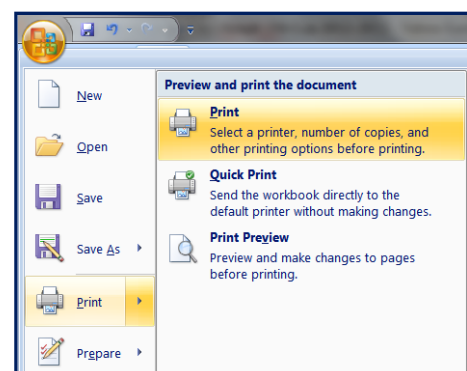 New
Open
Save
Save As
Print
Prepare
Preview and print the document
Print
Select a printer, number of copies, and
other printing options before printing.
Quick Print
Send the workbook directly to the
default printer without making changes.
Print Preview
Preview and make changes to pages
before printing.